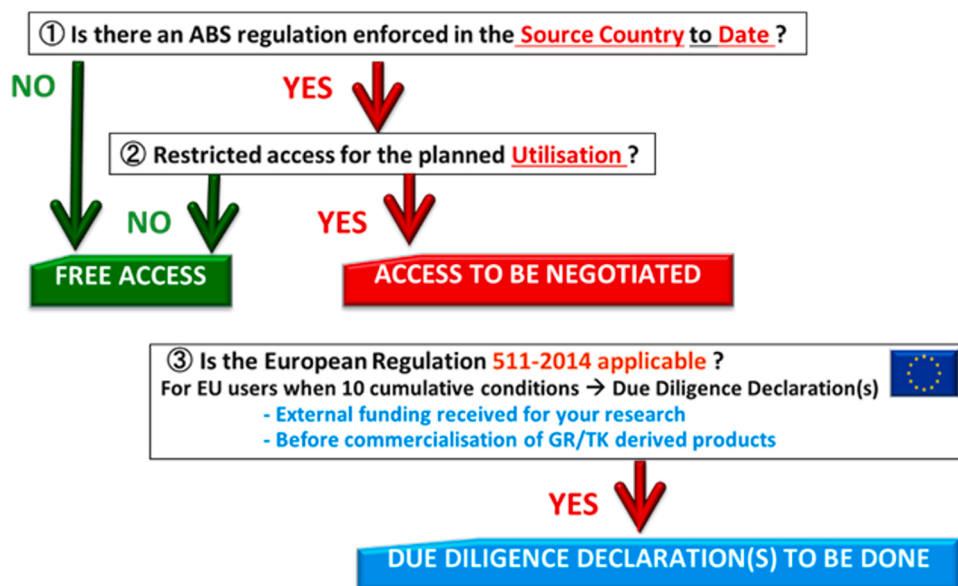 ① Is there an ABS regulation enforced in the Source Country to Date ?
NO
YES
② Restricted access for the planned Utilisation ?
NO
YES
FREE ACCESS
ACCESS TO BE NEGOTIATED
③ Is the European Regulation 511-2014 applicable ?
For EU users when 10 cumulative conditions → Due Diligence Declaration(s)
- External funding received for your research
- Before commercialisation of GR/TK derived products
YES
DUE DILIGENCE DECLARATION(S) TO BE DONE